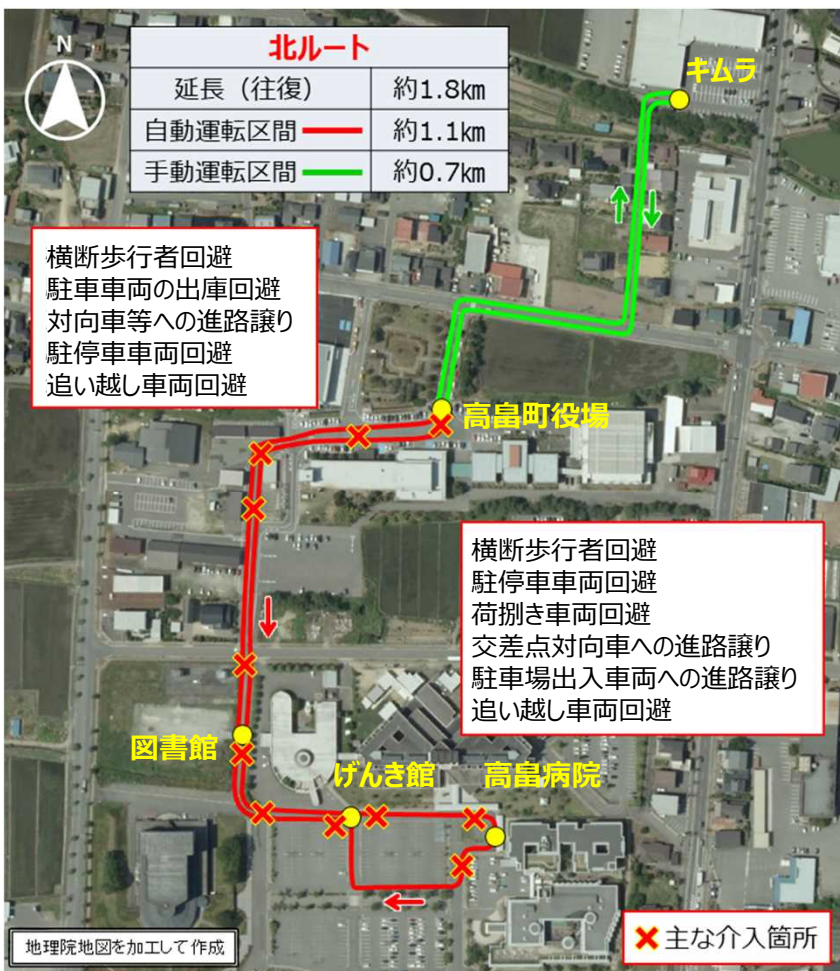 N
北ルート
延長（往復） 約1.8km
自動運転区間 約1.1km
手動運転区間 約0.7km
キムラ
横断歩行者回避
駐車車両の出庫回避
対向車等への進路譲り
駐停車車両回避
追い越し車両回避
高畠町役場
横断歩行者回避
駐停車車両回避
荷捌き車両回避
交差点対向車への進路譲り
駐車場出入車両への進路譲り
追い越し車両回避
図書館
げんき館
高畠病院
地理院地図を加工して作成
主な介入箇所